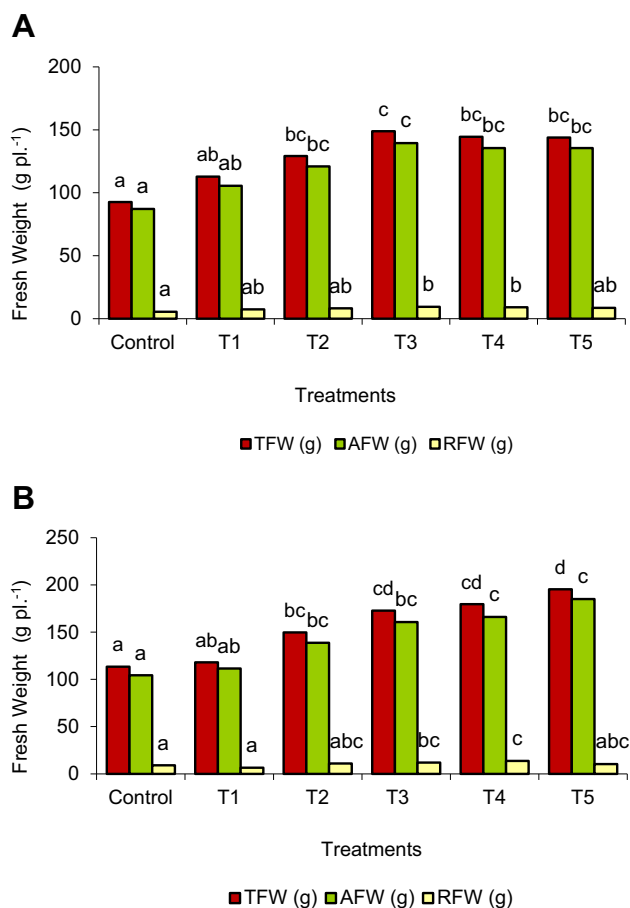 A
200
150
100
50
0
Fresh Weight (g pl.-1)
a a a
ab ab ab
bc bc ab
c c b
bc bc b
bc bc ab
Control T1 T2 T3 T4 T5
Treatments
TFW (g) AFW (g) RFW (g)
B
250
200
150
100
50
0
Fresh Weight (g pl.-1)
a a a
ab ab a
bc bc abc
cd bc bc
cd c c
d c abc
Control T1 T2 T3 T4 T5
Treatments
TFW (g) AFW (g) RFW (g)